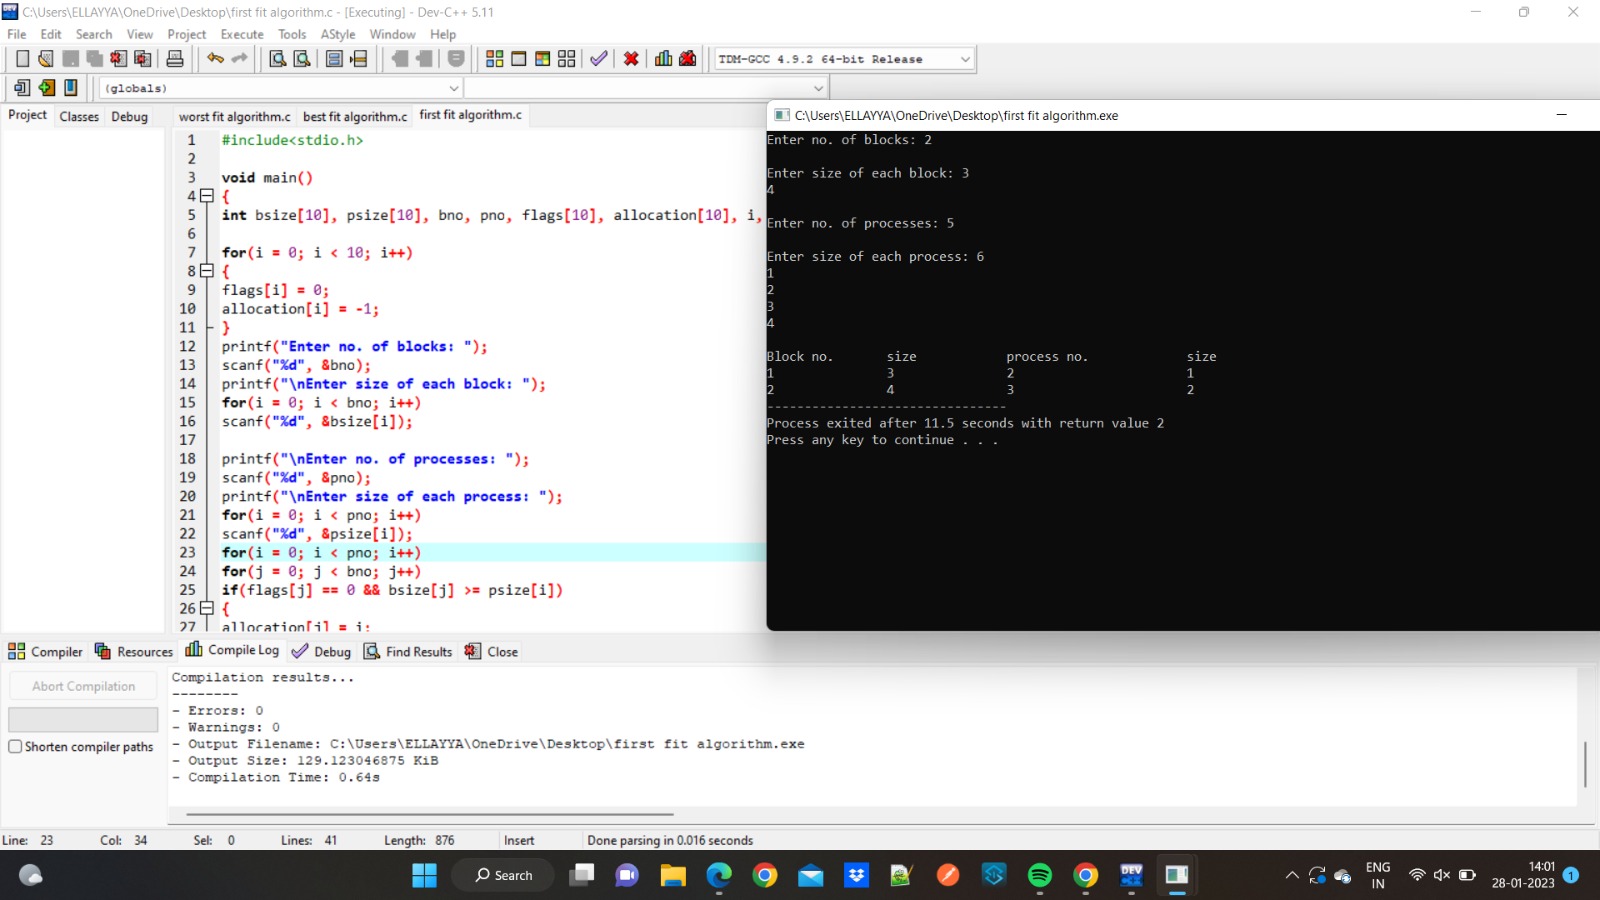 C:\Users\ELLAYYA\OneDrive\Desktop\first fit algorithm.c - [Executing] - Dev-C++ 5.11
File Edit Search View Project Execute Tools AStyle Window Help
TDM-GCC 4.9.2 64-bit Release
(globals)
Project Classes Debug
worst fit algorithm.c best fit algorithm.c first fit algorithm.c
1 #include<stdio.h>
2
3 void main()
4 {
5 int bsize[10], psize[10], bno, pno, flags[10], allocation[10], i,
6
7 for(i = 0; i < 10; i++)
8 {
9 flags[i] = 0;
10 allocation[i] = -1;
11 }
12 printf("Enter no. of blocks: ");
13 scanf("%d", &bno);
14 printf("\nEnter size of each block: ");
15 for(i = 0; i < bno; i++)
16 scanf("%d", &bsize[i]);
17
18 printf("\nEnter no. of processes: ");
19 scanf("%d", &pno);
20 printf("\nEnter size of each process: ");
21 for(i = 0; i < pno; i++)
22 scanf("%d", &psize[i]);
23 for(i = 0; i < pno; i++)
24 for(j = 0; j < bno; j++)
25 if(flags[j] == 0 && bsize[j] >= psize[i])
26 {
27 allocation[j] = i;
C:\Users\ELLAYYA\OneDrive\Desktop\first fit algorithm.exe
Enter no. of blocks: 2
Enter size of each block: 3
4
Enter no. of processes: 5
Enter size of each process: 6
1
2
3
4
Block no. size process no. size
1 3 2 1
2 4 3 2
--------------------------------
Process exited after 11.5 seconds with return value 2
Press any key to continue . . .
Compiler Resources Compile Log Debug Find Results Close
Abort Compilation
Shorten compiler paths
Compilation results...
--------
- Errors: 0
- Warnings: 0
- Output Filename: C:\Users\ELLAYYA\OneDrive\Desktop\first fit algorithm.exe
- Output Size: 129.123046875 KiB
- Compilation Time: 0.64s
Line: 23 Col: 34 Sel: 0 Lines: 41 Length: 876 Insert Done parsing in 0.016 seconds
Search
DEV
ENG
IN
14:01
28-01-2023
1